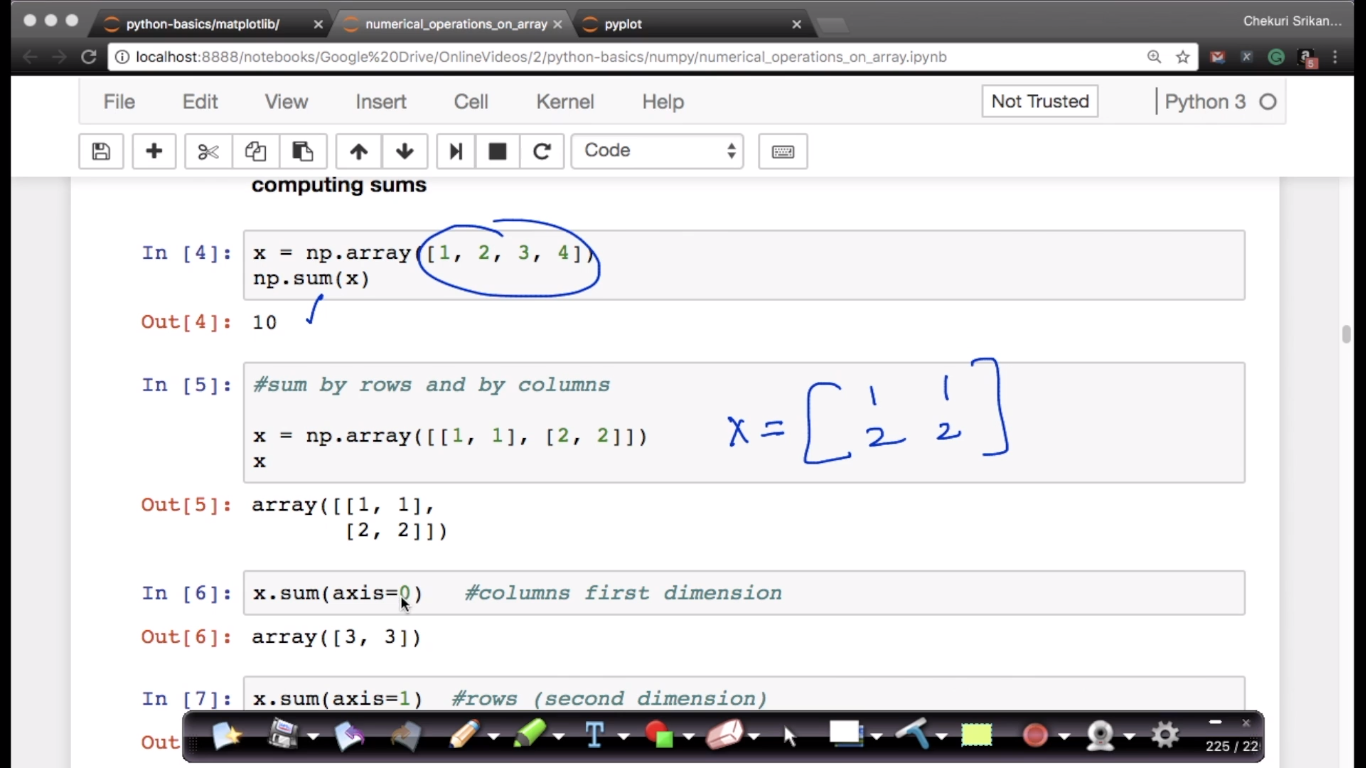 python-basics/matplotlib/ numerical_operations_on_array pyplot Chekuri Srikan...
localhost:8888/notebooks/Google%20Drive/OnlineVideos/2/python-basics/numpy/numerical_operations_on_array.ipynb
5
File Edit View Insert Cell Kernel Help Not Trusted Python 3
Code
computing sums
In [4]: x = np.array([1, 2, 3, 4])
np.sum(x)
Out[4]: 10
In [5]: #sum by rows and by columns
x = np.array([[1, 1], [2, 2]])
x
x = [ 1 1
2 2 ]
Out[5]: array([[1, 1],
[2, 2]])
In [6]: x.sum(axis=0) #columns first dimension
Out[6]: array([3, 3])
In [7]: x.sum(axis=1) #rows (second dimension)
Out
T
225 / 22